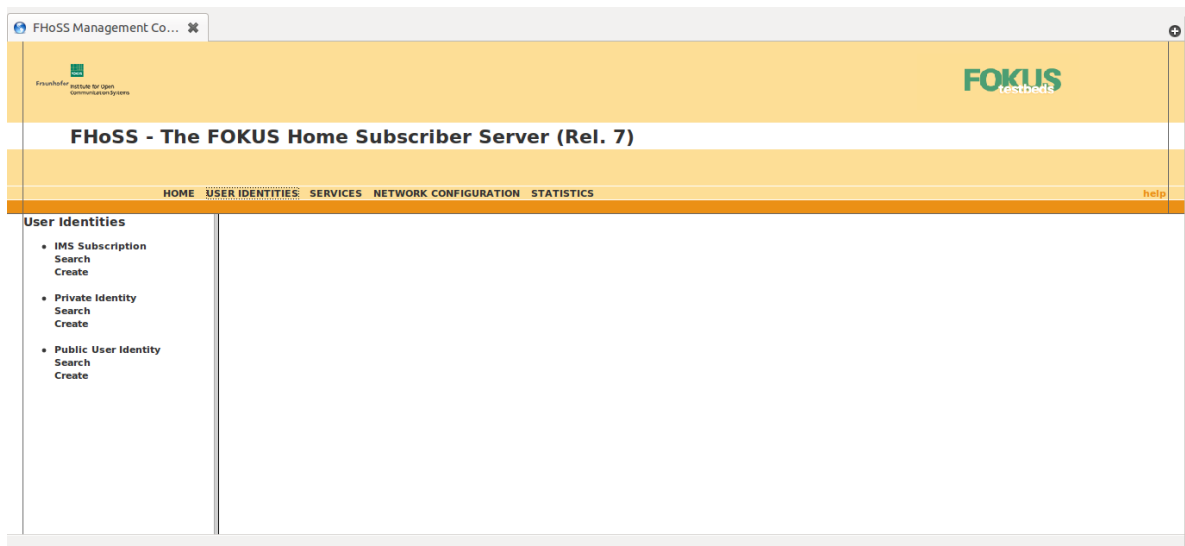 FHoSS Management Co...
Fraunhofer Institute for Open
Communication Systems
FOKUS
testbeds
FHoSS - The FOKUS Home Subscriber Server (Rel. 7)
HOME USER IDENTITIES SERVICES NETWORK CONFIGURATION STATISTICS help
User Identities
IMS Subscription
Search
Create
Private Identity
Search
Create
Public User Identity
Search
Create